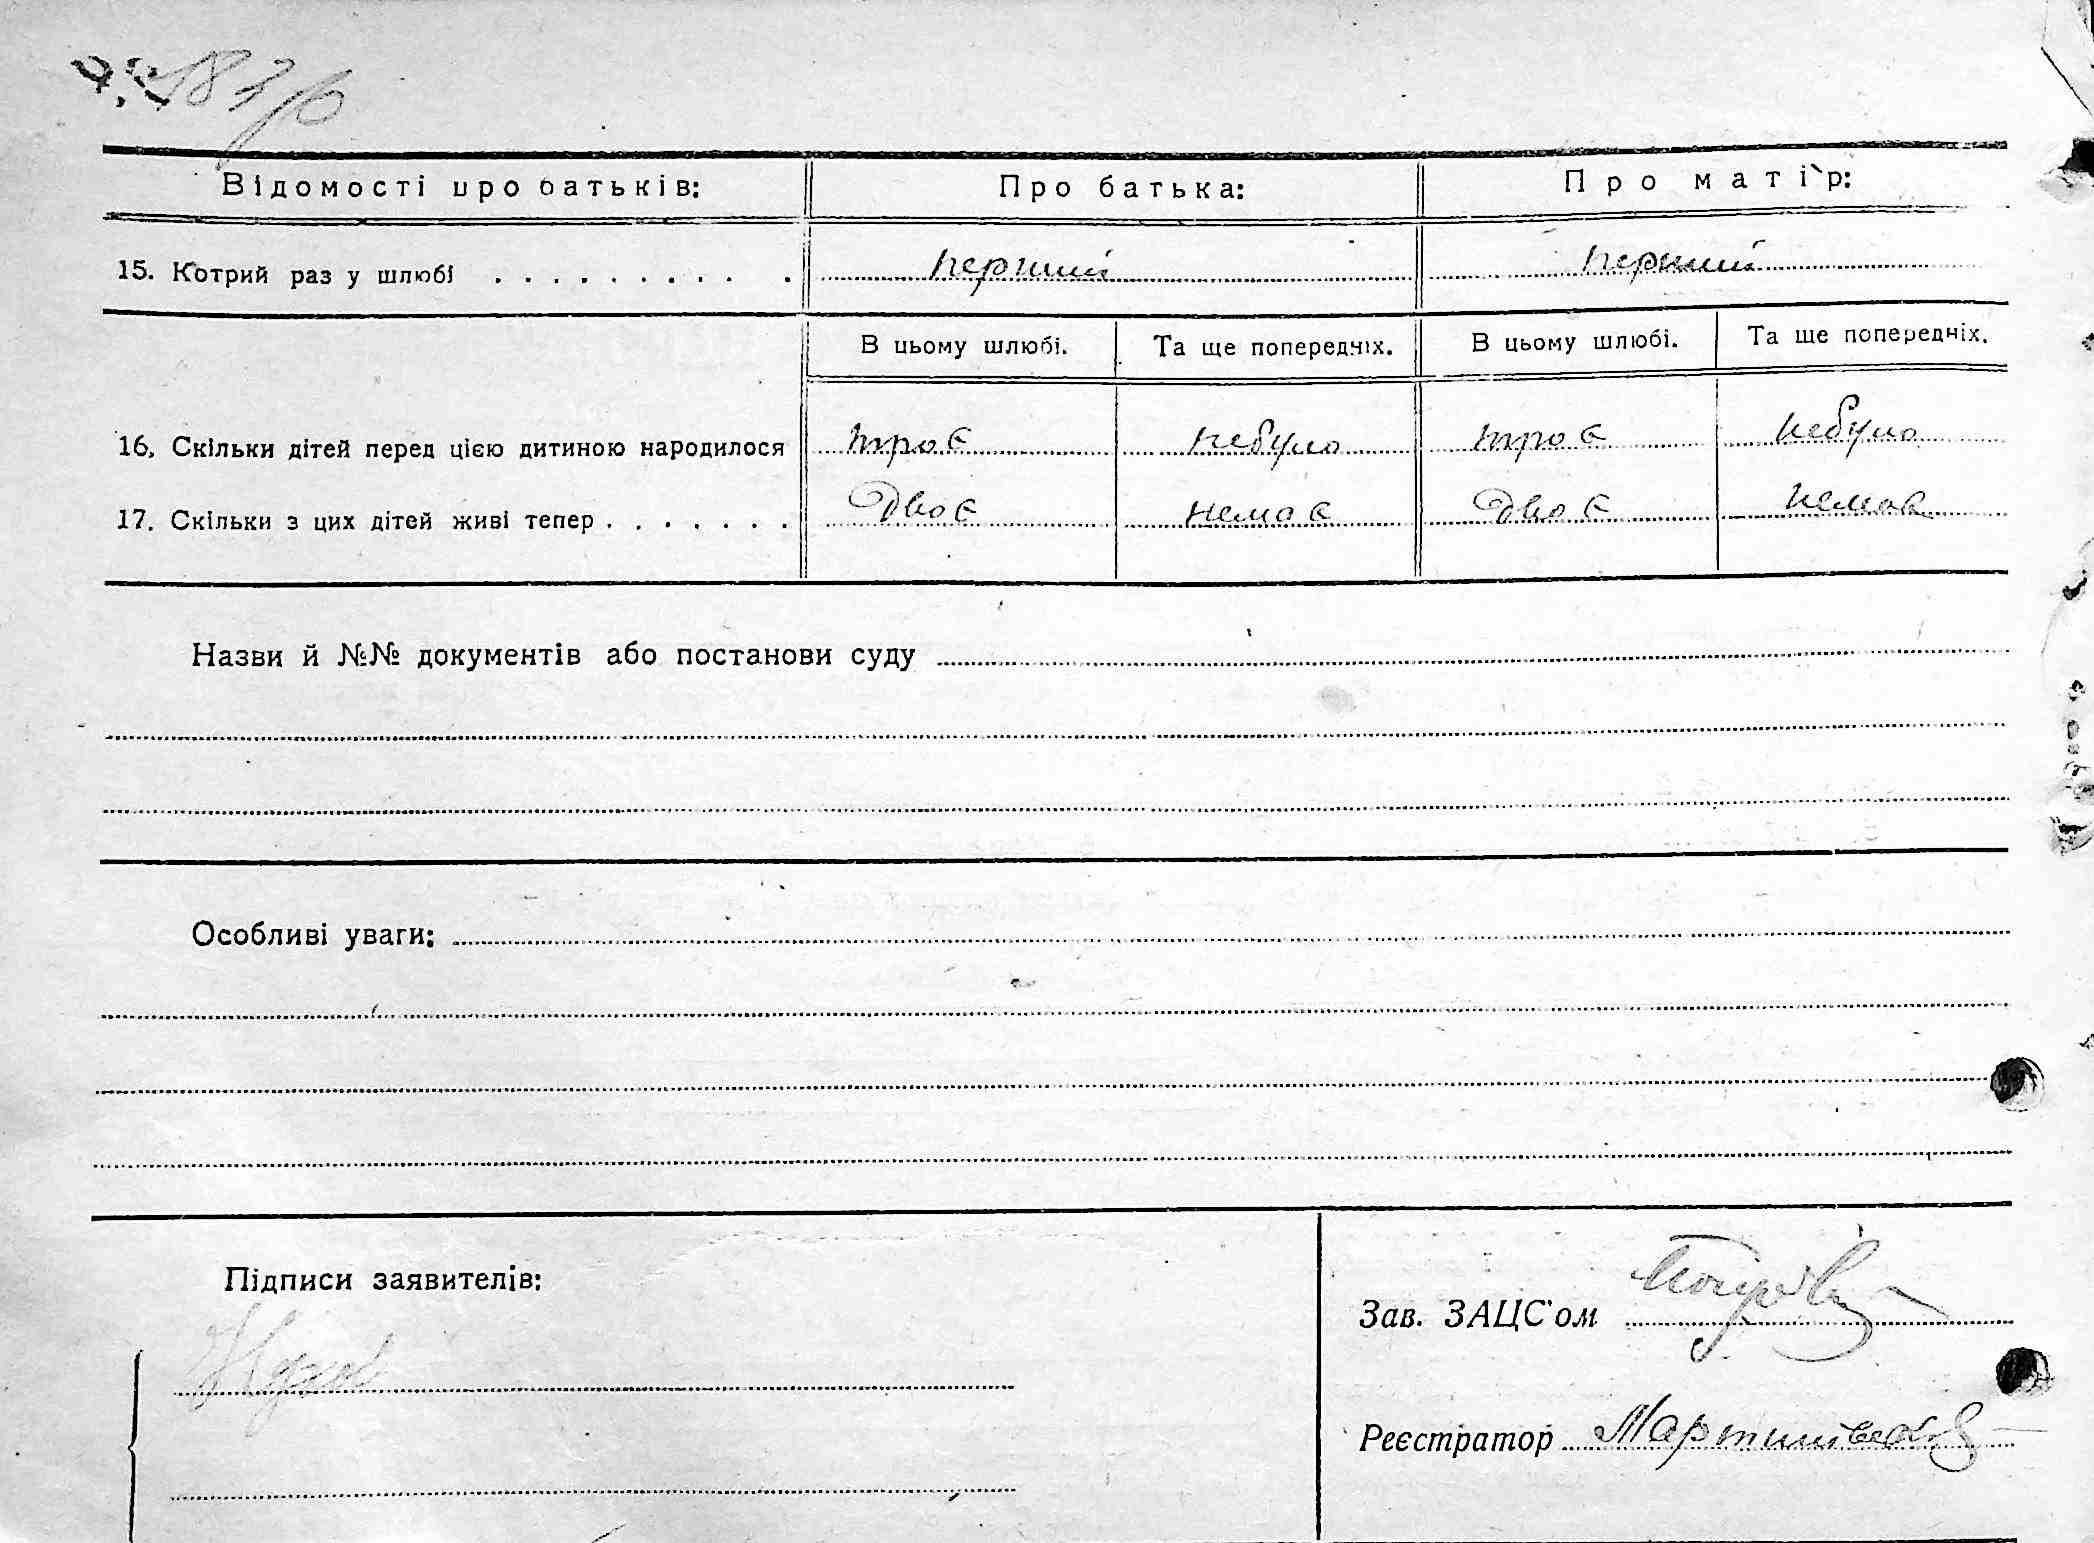 Відомості про батьків: Про батька: Про маті`р:
15. Котрий раз у шлюбі . . . . . . . . . . . перший перший
В цьому шлюбі. Та ще попередніх. В цьому шлюбі. Та ще попередніх.
16. Скільки дітей перед цією дитиною народилося троє небуло троє небуло
17. Скільки з цих дітей живі тепер . . . . . . . Двоє немає Двоє немає
Назви й №№ документів або постанови суду
Особливі уваги:
Підписи заявителів:
Зав. ЗАЦС'ом
Реєстратор